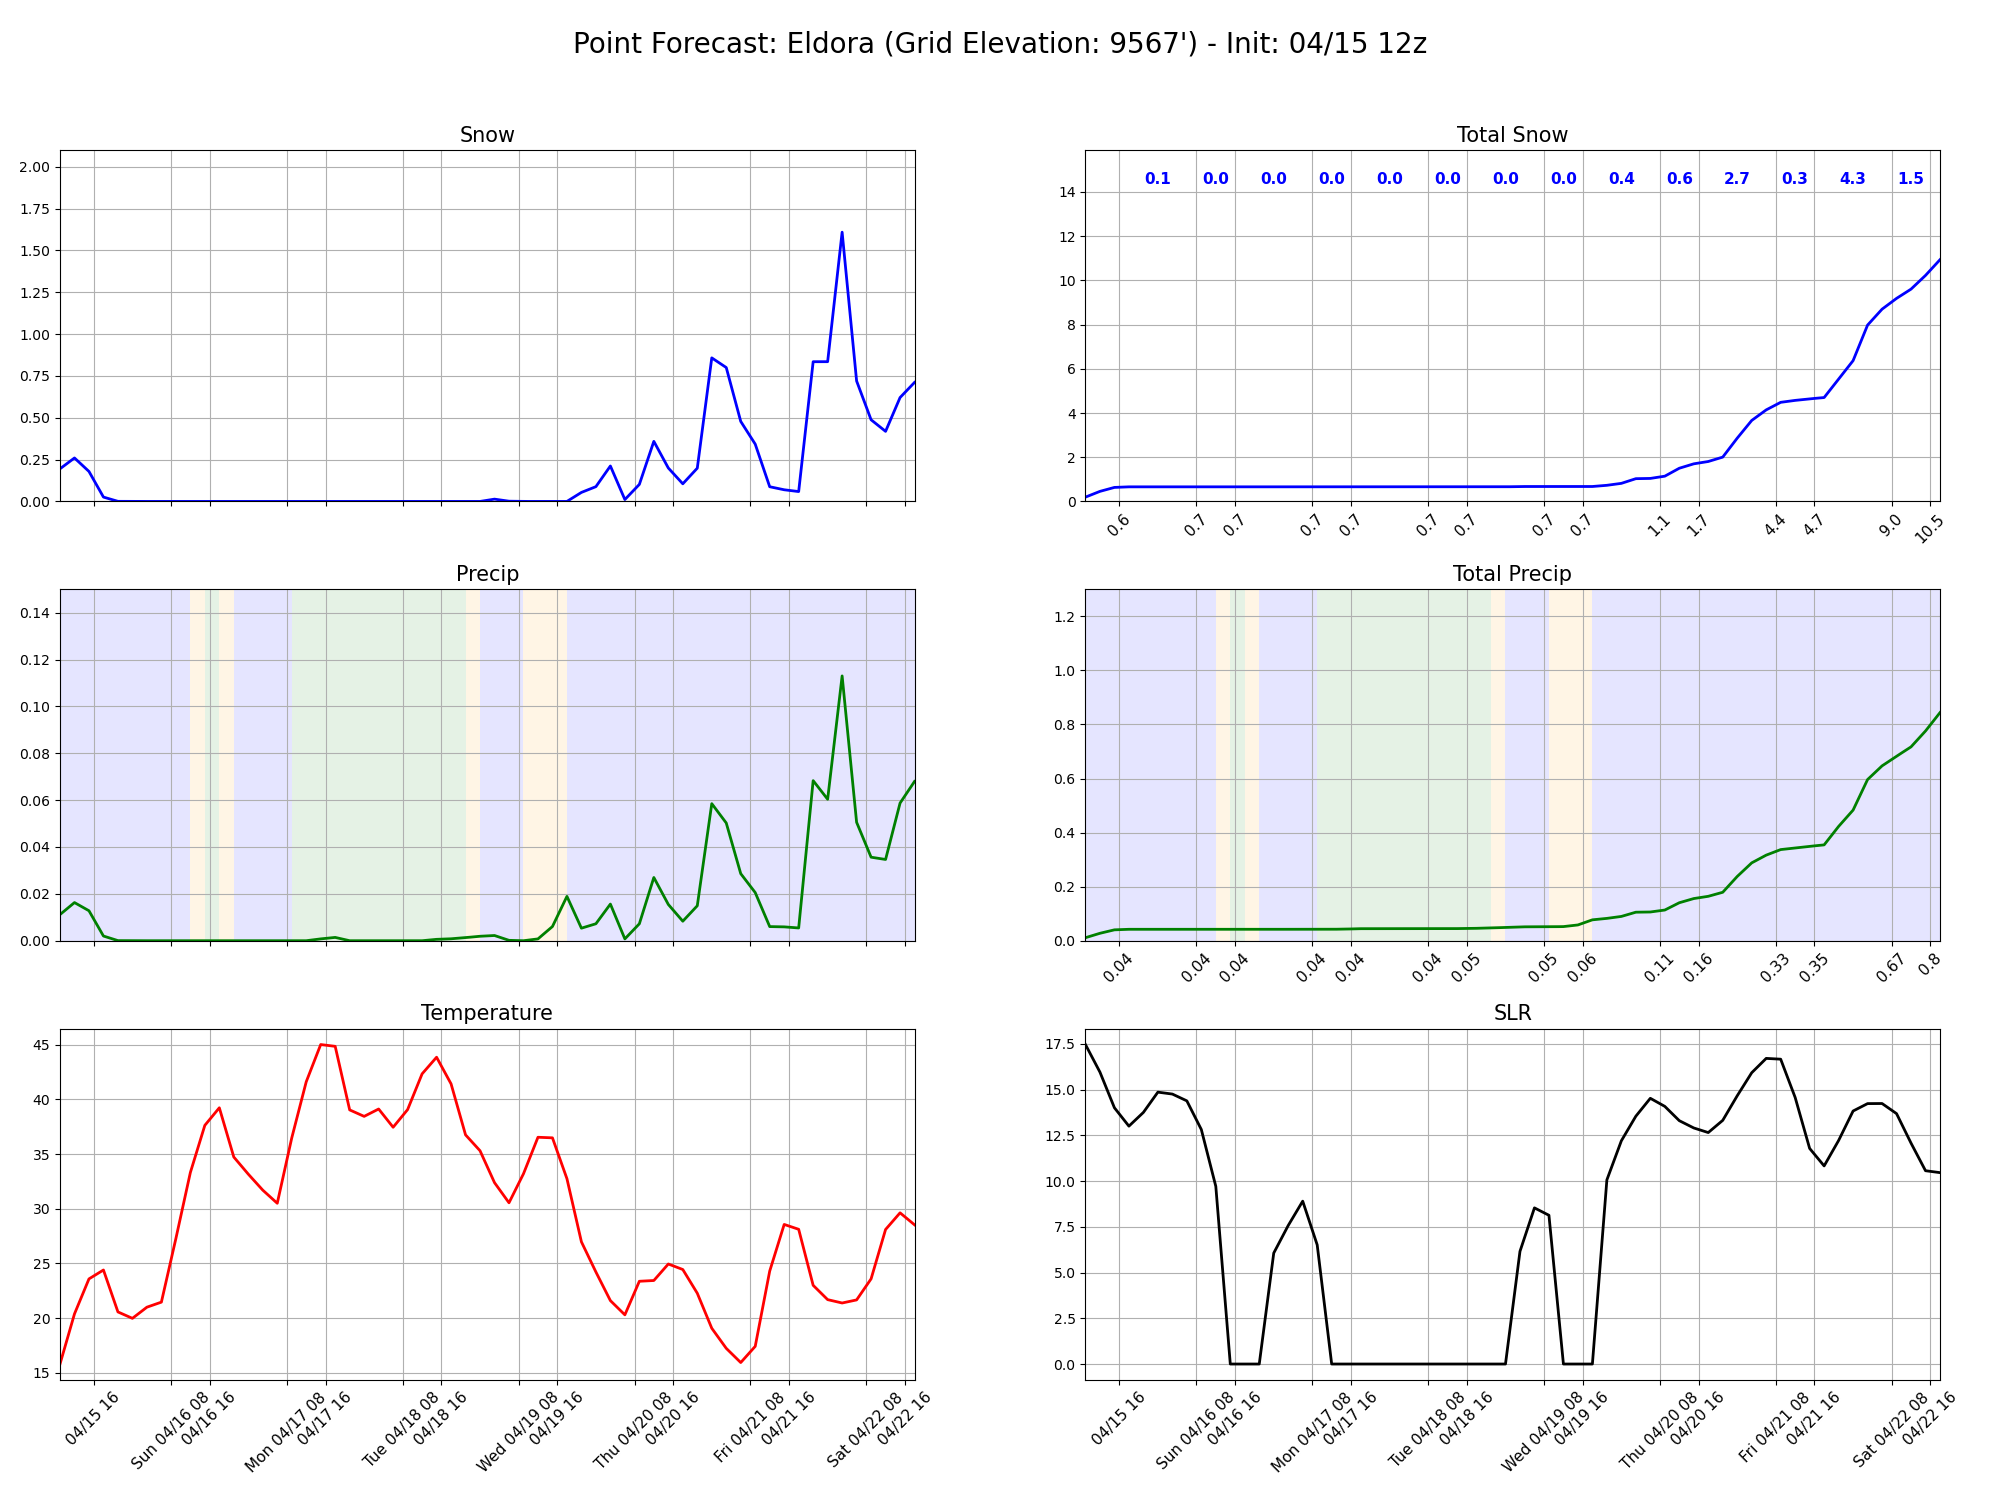 Point Forecast: Eldora (Grid Elevation: 9567') - Init: 04/15 12z
Snow
2.00
1.75
1.50
1.25
1.00
0.75
0.50
0.25
0.00
Total Snow
0.1 0.0 0.0 0.0 0.0 0.0 0.0 0.0 0.4 0.6 2.7 0.3 4.3 1.5
14
12
10
8
6
4
2
0
0.6 0.7 0.7 0.7 0.7 0.7 0.7 0.7 0.7 1.1 1.7 4.4 4.7 9.0 10.5
Precip
0.14
0.12
0.10
0.08
0.06
0.04
0.02
0.00
Total Precip
1.2
1.0
0.8
0.6
0.4
0.2
0.0
0.04 0.04 0.04 0.04 0.04 0.04 0.05 0.05 0.06 0.11 0.16 0.33 0.35 0.67 0.8
Temperature
45
40
35
30
25
20
15
04/15 16
Sun 04/16 08
04/16 16
Mon 04/17 08
04/17 16
Tue 04/18 08
04/18 16
Wed 04/19 08
04/19 16
Thu 04/20 08
04/20 16
Fri 04/21 08
04/21 16
Sat 04/22 08
04/22 16
SLR
17.5
15.0
12.5
10.0
7.5
5.0
2.5
0.0
04/15 16
Sun 04/16 08
04/16 16
Mon 04/17 08
04/17 16
Tue 04/18 08
04/18 16
Wed 04/19 08
04/19 16
Thu 04/20 08
04/20 16
Fri 04/21 08
04/21 16
Sat 04/22 08
04/22 16